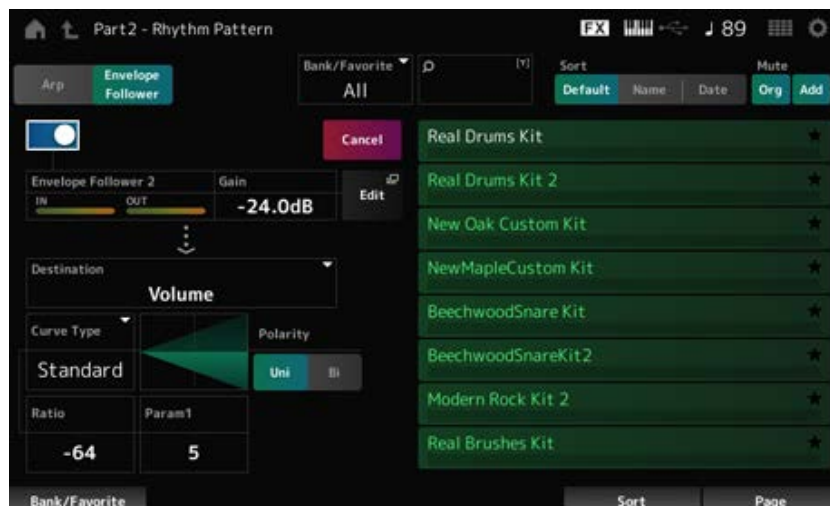 Part2 - Rhythm Pattern
FX
♩ 89
Arp
Envelope
Follower
Bank/Favorite
All
[Y]
Sort
Default Name Date
Mute
Org Add
Cancel
Envelope Follower 2
IN OUT
Gain
-24.0dB
Edit
Destination
Volume
Curve Type
Standard
Polarity
Uni Bi
Ratio
-64
Param1
5
Real Drums Kit
Real Drums Kit 2
New Oak Custom Kit
NewMapleCustom Kit
BeechwoodSnare Kit
BeechwoodSnareKit2
Modern Rock Kit 2
Real Brushes Kit
Bank/Favorite
Sort
Page